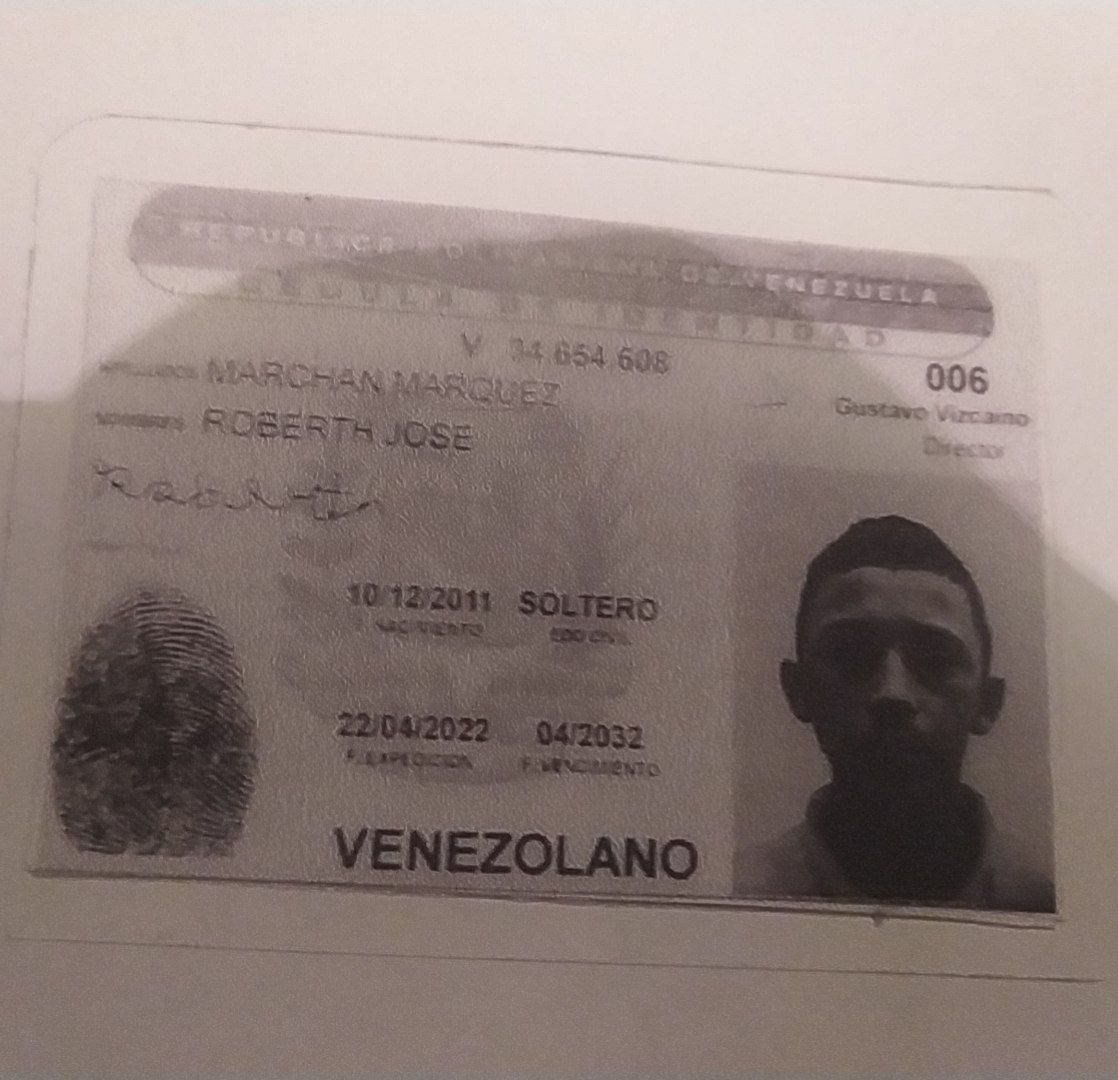 REPUBLICA BOLIVARIANA DE VENEZUELA
CEDULA DE IDENTIDAD
V 34.654.608
006
APELLIDOS MARCHAN MARQUEZ
Gustavo Vizcaino
Director
NOMBRES ROBERTH JOSE
Roberth
10/12/2011 SOLTERO
NACIMIENTO EDO CIVIL
22/04/2022 04/2032
F. EXPEDICION F. VENCIMIENTO
VENEZOLANO